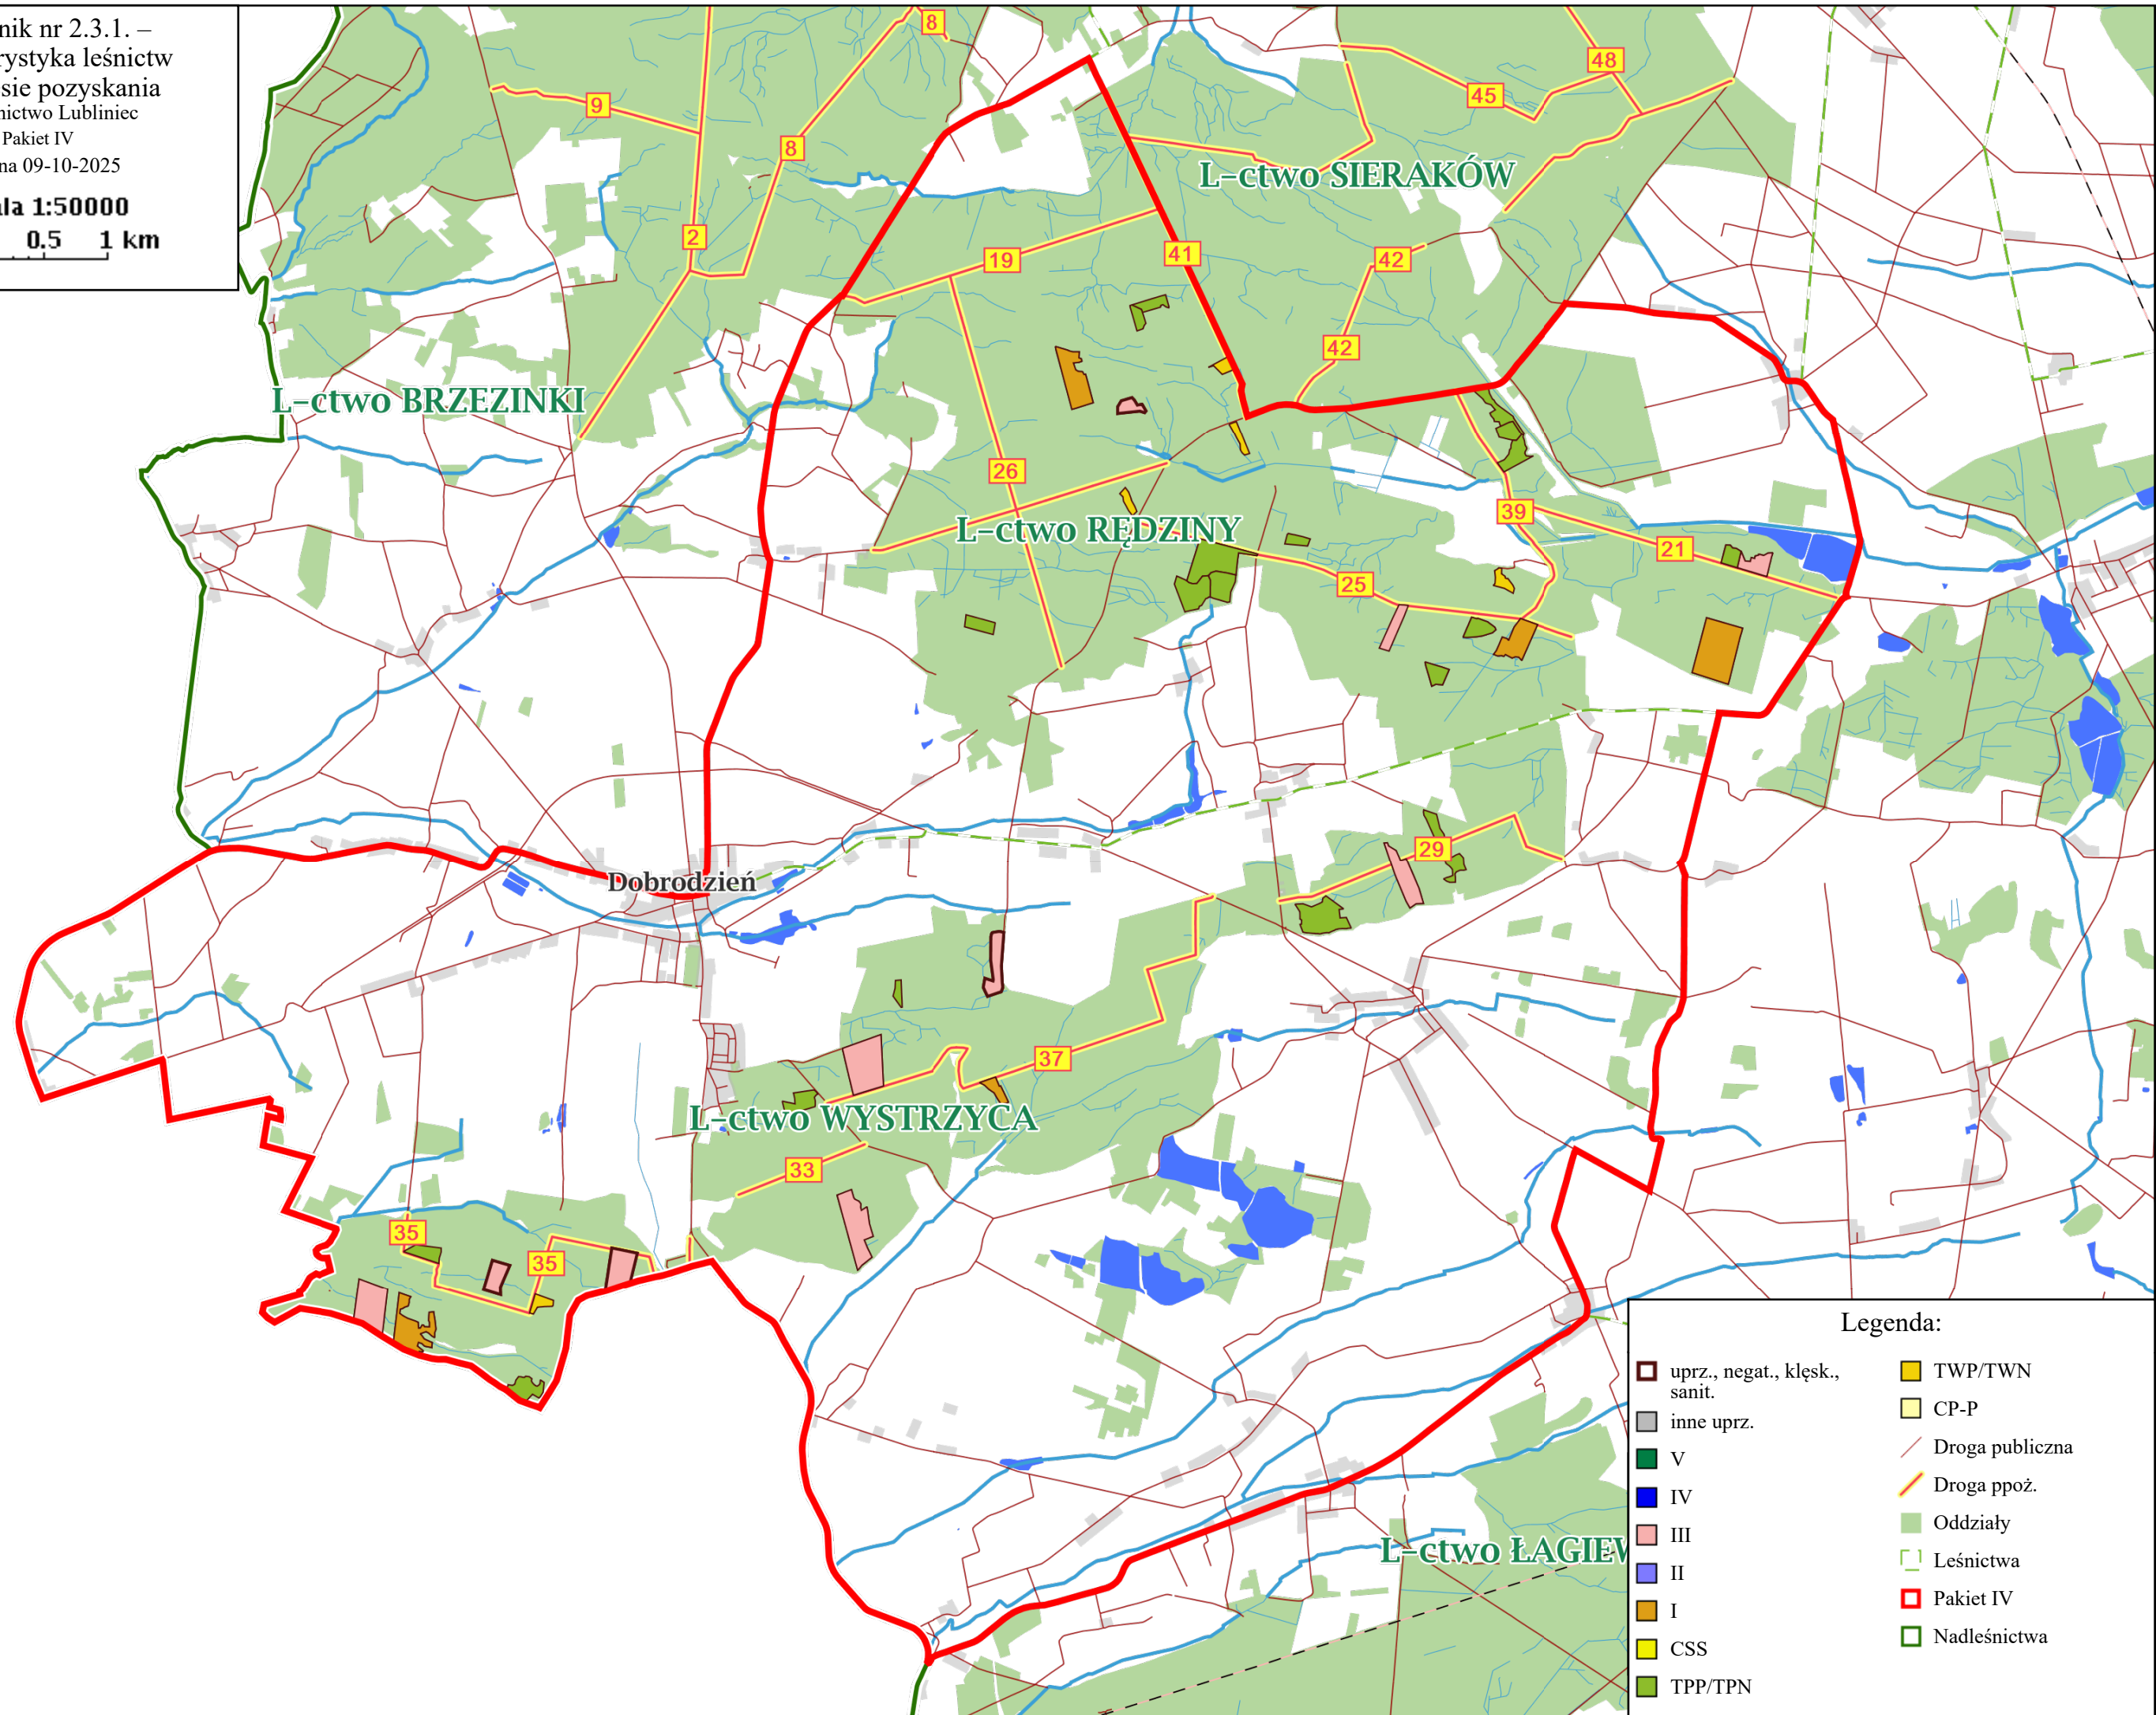 nik nr 2.3.1. –
rystyka leśnictw
sie pozyskania
nictwo Lubliniec
Pakiet IV
na 09-10-2025
ala 1:50000
0.5 1 km
8
48
9
45
8
L-ctwo SIERAKÓW
2
19
41
42
42
L-ctwo BRZEZINKI
26
39
L-ctwo RĘDZINY
21
25
29
Dobrodzień
37
L-ctwo WYSTRZYCA
33
35
35
L-ctwo ŁAGIEW
Legenda:
uprz., negat., klęsk.,
sanit.
inne uprz.
V
IV
III
II
I
CSS
TPP/TPN
TWP/TWN
CP-P
Droga publiczna
Droga ppoż.
Oddziały
Leśnictwa
Pakiet IV
Nadleśnictwa